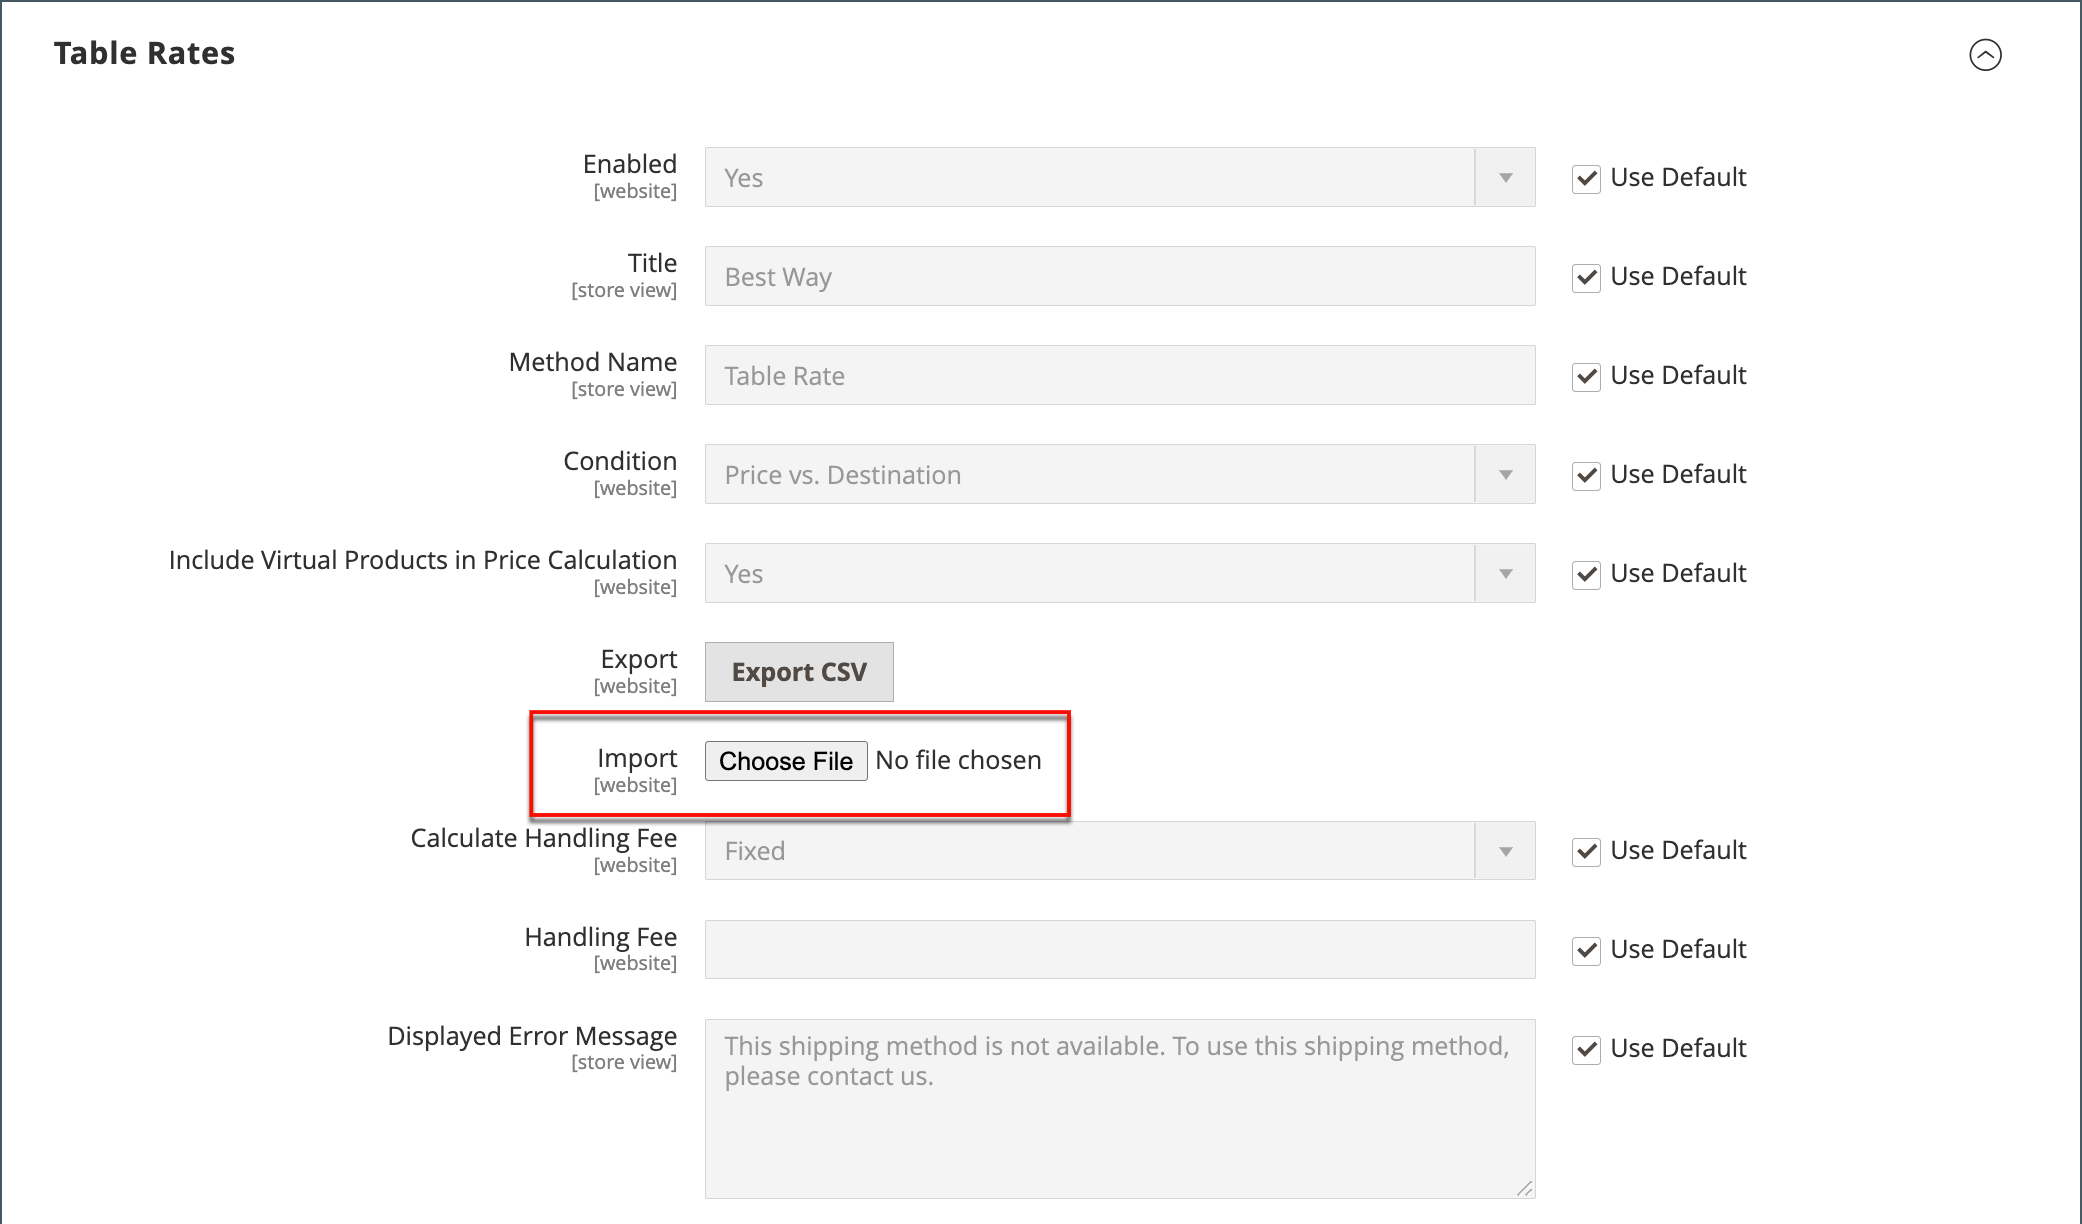 Table Rates
Enabled
[website]
Yes
Use Default
Title
[store view]
Best Way
Use Default
Method Name
[store view]
Table Rate
Use Default
Condition
[website]
Price vs. Destination
Use Default
Include Virtual Products in Price Calculation
[website]
Yes
Use Default
Export
[website]
Export CSV
Import
[website]
Choose File No file chosen
Calculate Handling Fee
[website]
Fixed
Use Default
Handling Fee
[website]
Use Default
Displayed Error Message
[store view]
This shipping method is not available. To use this shipping method,
please contact us.
Use Default